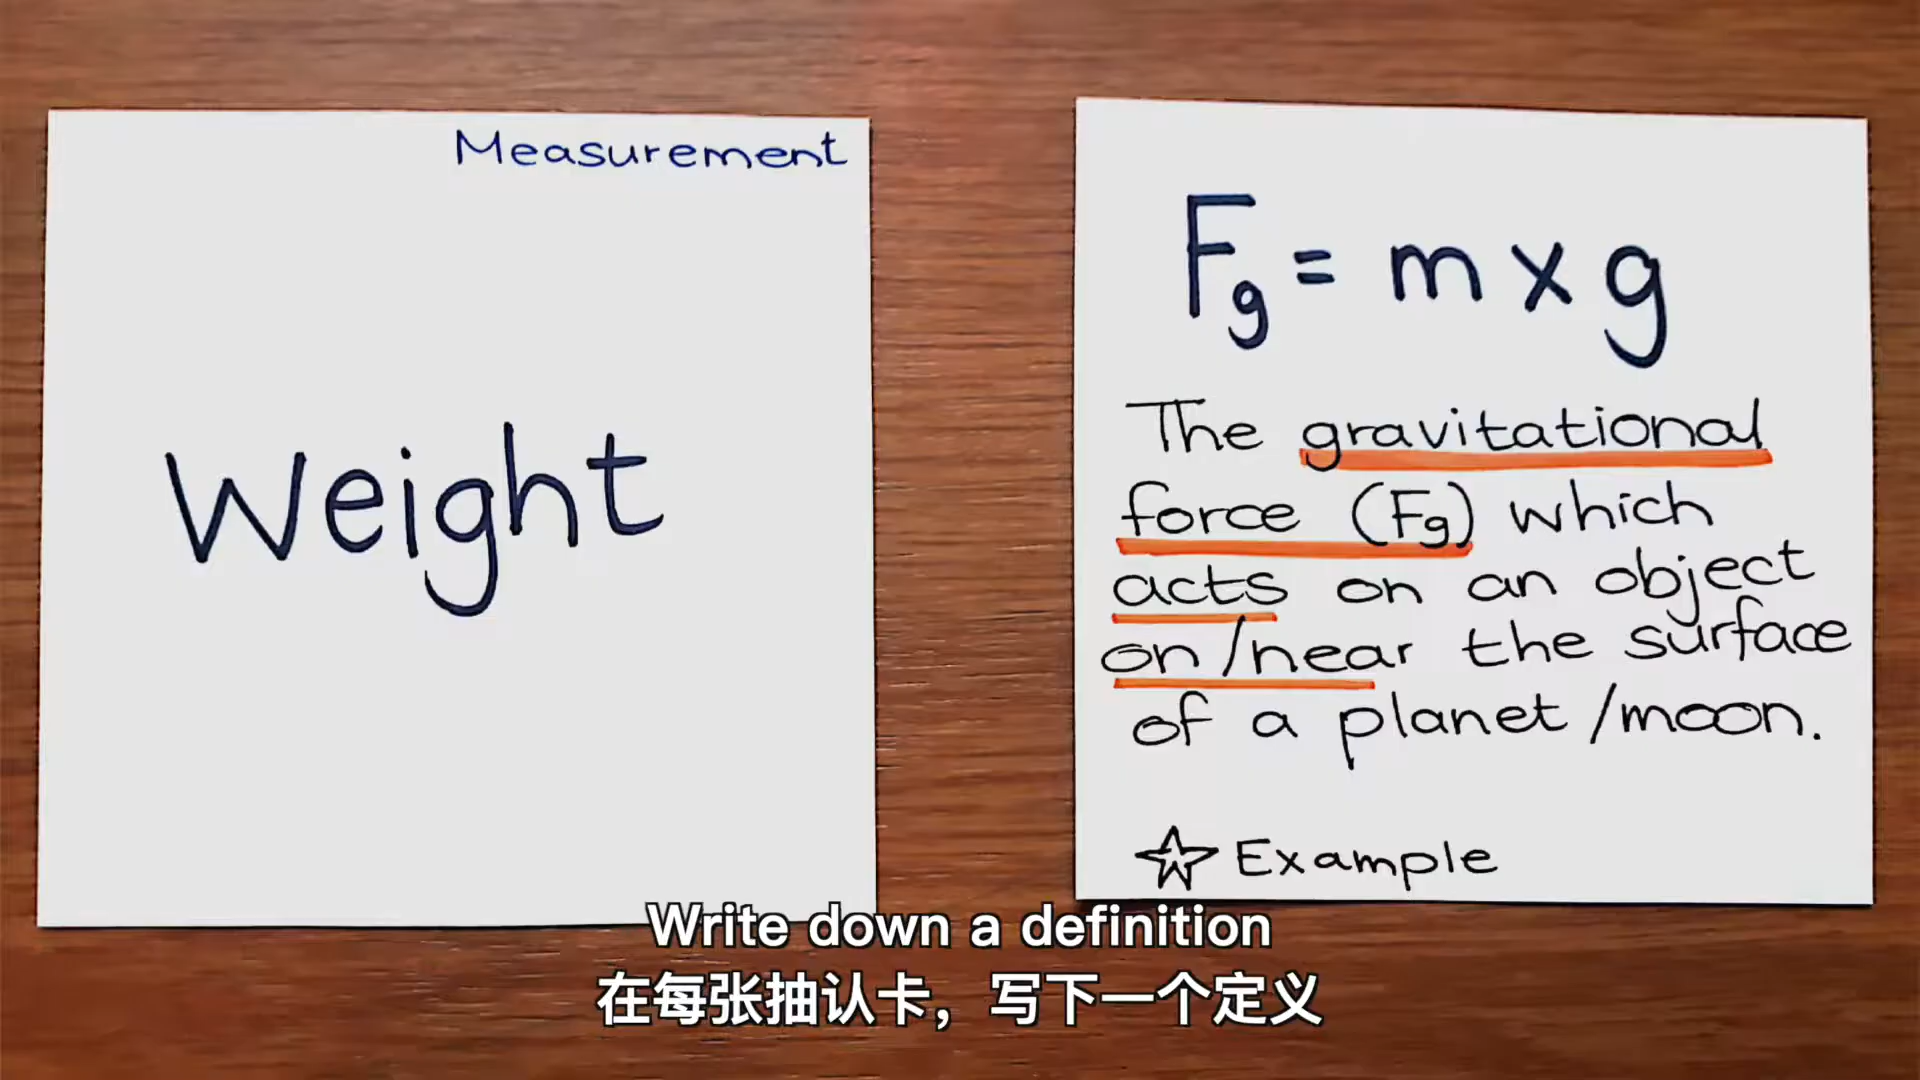 Measurement
Weight
Fg = m x g
The gravitational
force (Fg) which
acts on an object
on/near the surface
of a planet/moon.
☆ Example
Write down a definition
在每张抽认卡，写下一个定义